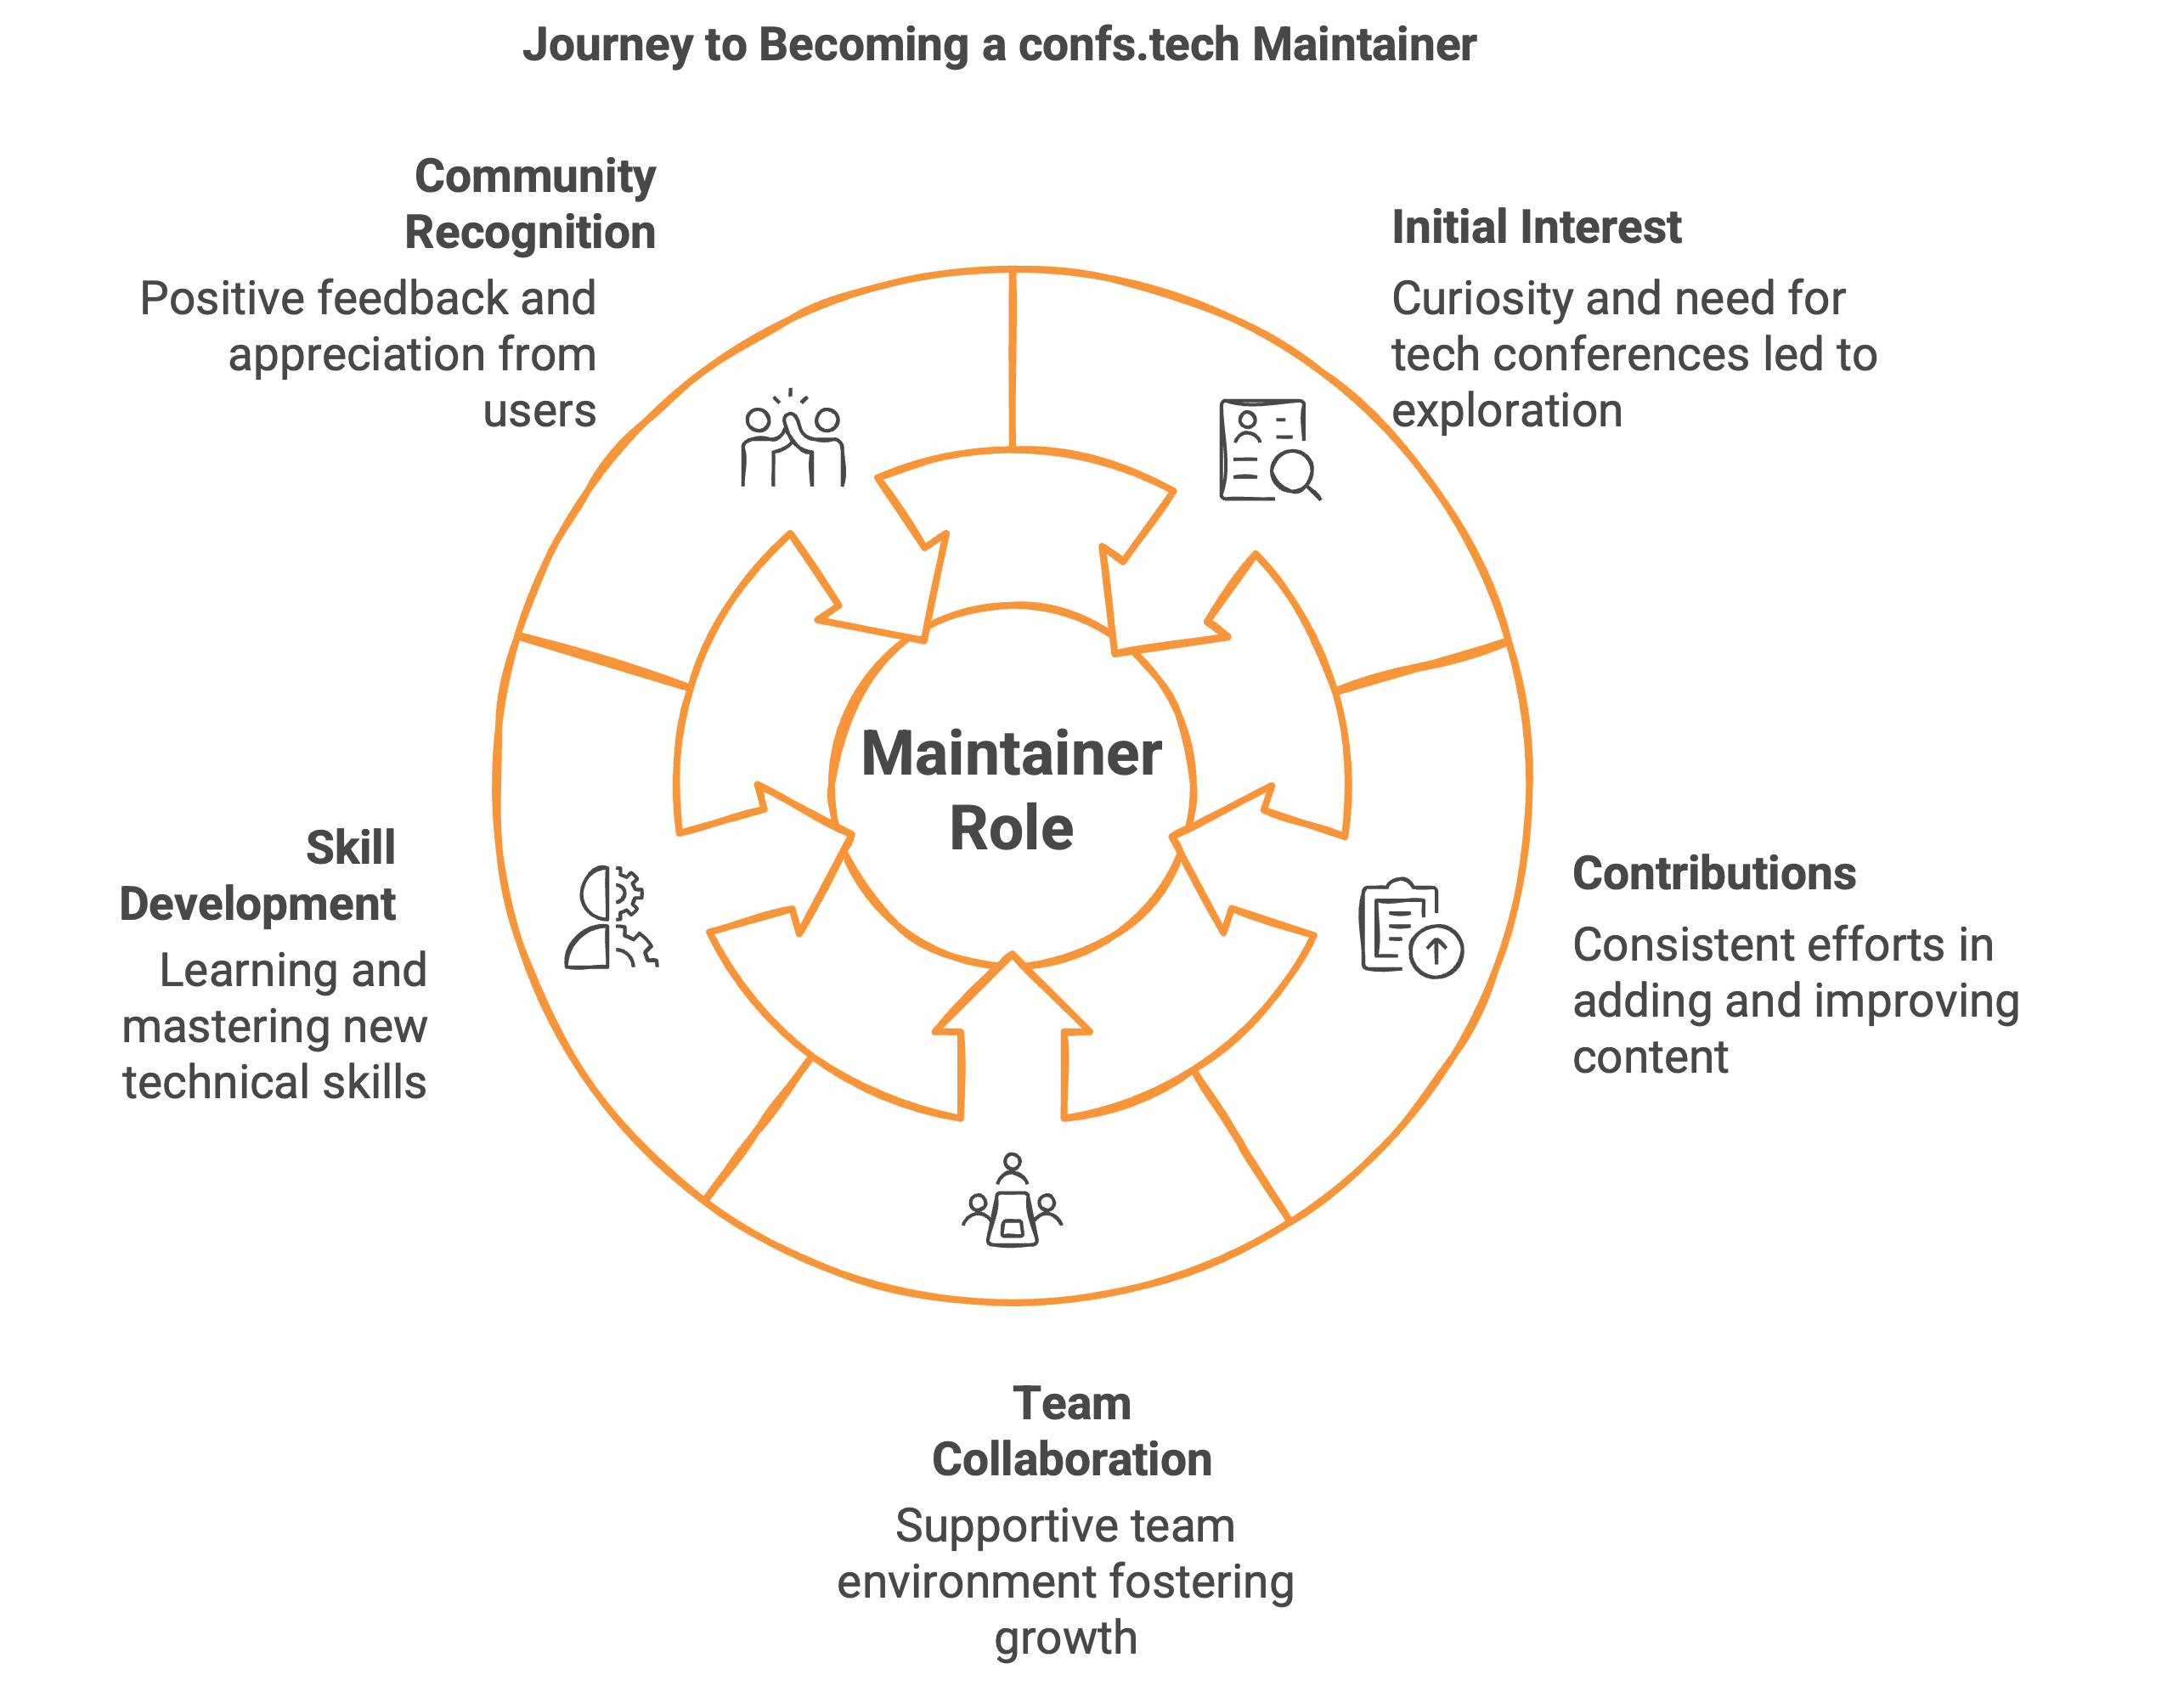 Journey to Becoming a confs.tech Maintainer
Community
Recognition
Positive feedback and
appreciation from
users
Initial Interest
Curiosity and need for
tech conferences led to
exploration
Maintainer
Role
Skill
Development
Learning and
mastering new
technical skills
Contributions
Consistent efforts in
adding and improving
content
Team
Collaboration
Supportive team
environment fostering
growth